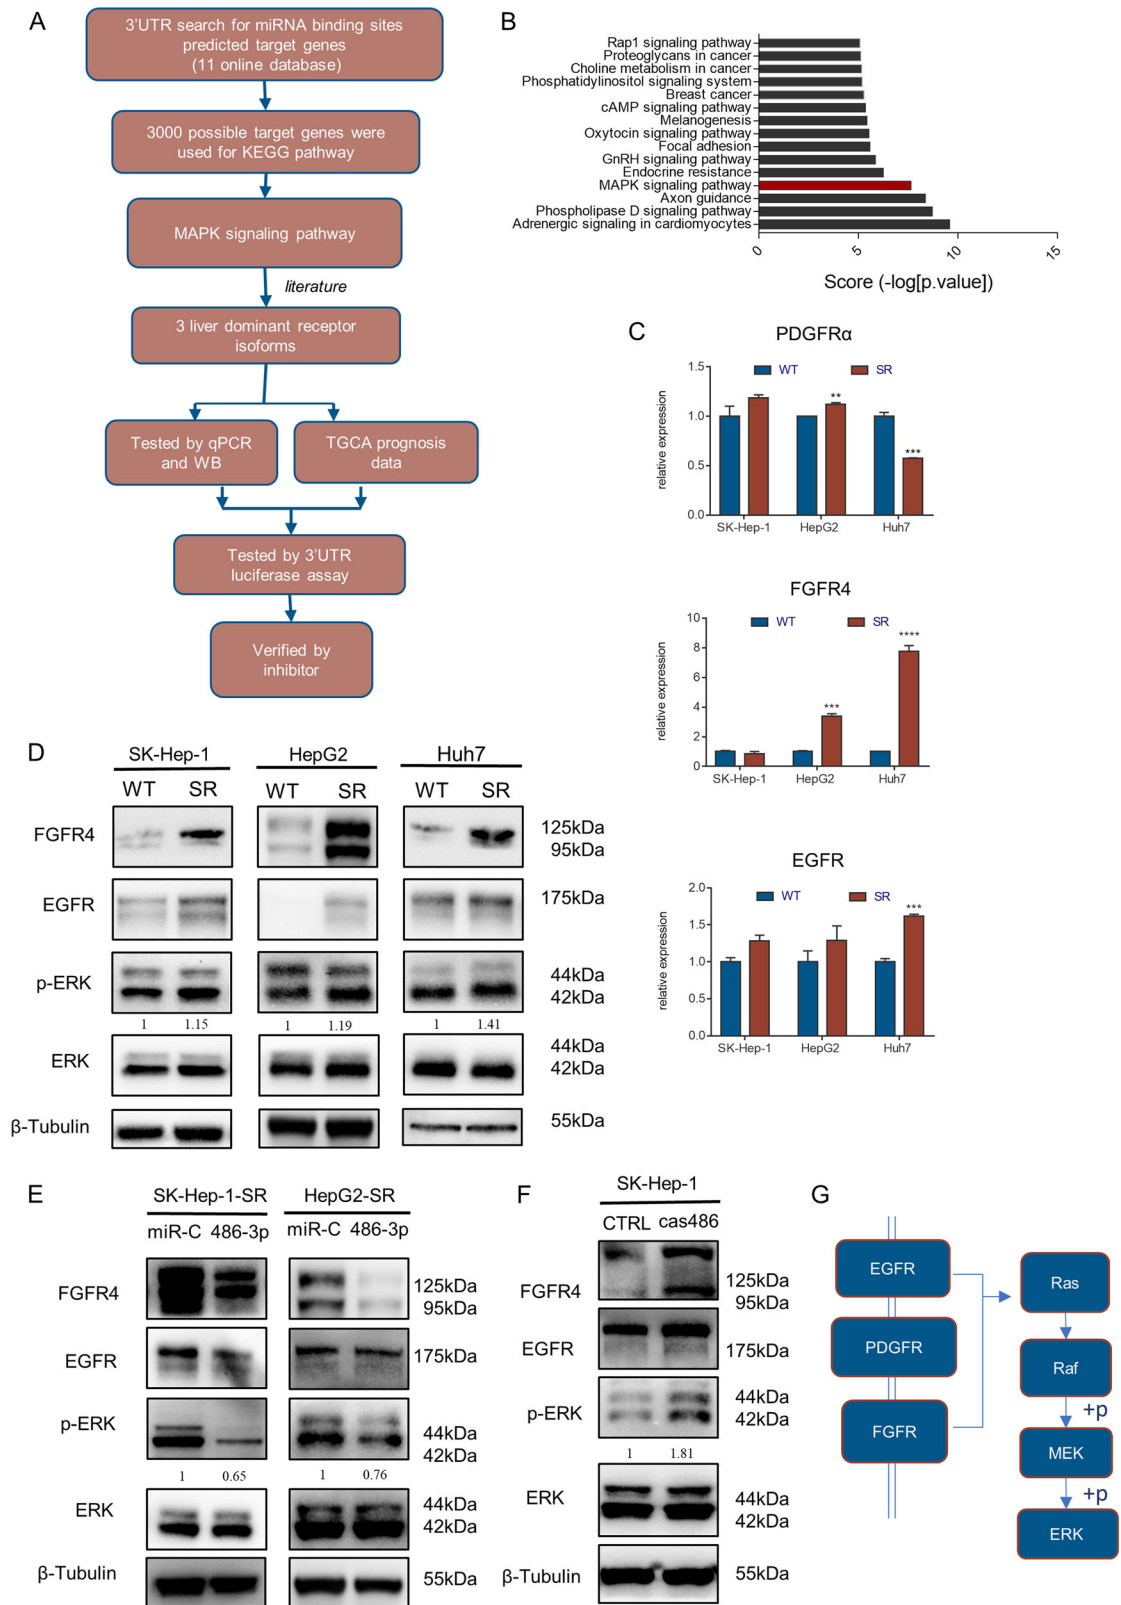 A
3'UTR search for miRNA binding sites
predicted target genes
(11 online database)
3000 possible target genes were
used for KEGG pathway
MAPK signaling pathway
literature
3 liver dominant receptor
isoforms
Tested by qPCR
and WB
TGCA prognosis
data
Tested by 3'UTR
luciferase assay
Verified by
inhibitor
B
Rap1 signaling pathway
Proteoglycans in cancer
Choline metabolism in cancer
Phosphatidylinositol signaling system
Breast cancer
cAMP signaling pathway
Melanogenesis
Oxytocin signaling pathway
Focal adhesion
GnRH signaling pathway
Endocrine resistance
MAPK signaling pathway
Axon guidance
Phospholipase D signaling pathway
Adrenergic signaling in cardiomyocytes
0 5 10 15
Score (-log[p.value])
C
PDGFRα
WT SR
relative expression
1.5
1.0
0.5
0.0
** ***
SK-Hep-1 HepG2 Huh7
FGFR4
WT SR
relative expression
10
8
6
4
2
0
*** ****
SK-Hep-1 HepG2 Huh7
EGFR
WT SR
relative expression
2.0
1.5
1.0
0.5
0.0
***
SK-Hep-1 HepG2 Huh7
D
SK-Hep-1 HepG2 Huh7
WT SR WT SR WT SR
FGFR4 125kDa
95kDa
EGFR 175kDa
p-ERK 44kDa
42kDa
1 1.15 1 1.19 1 1.41
ERK 44kDa
42kDa
β-Tubulin 55kDa
E
SK-Hep-1-SR HepG2-SR
miR-C 486-3p miR-C 486-3p
FGFR4 125kDa
95kDa
EGFR 175kDa
p-ERK 44kDa
42kDa
1 0.65 1 0.76
ERK 44kDa
42kDa
β-Tubulin 55kDa
F
SK-Hep-1
CTRL cas486
FGFR4 125kDa
95kDa
EGFR 175kDa
p-ERK 44kDa
42kDa
1 1.81
ERK 44kDa
42kDa
β-Tubulin 55kDa
G
EGFR
PDGFR
FGFR
Ras
Raf
+p
MEK
+p
ERK